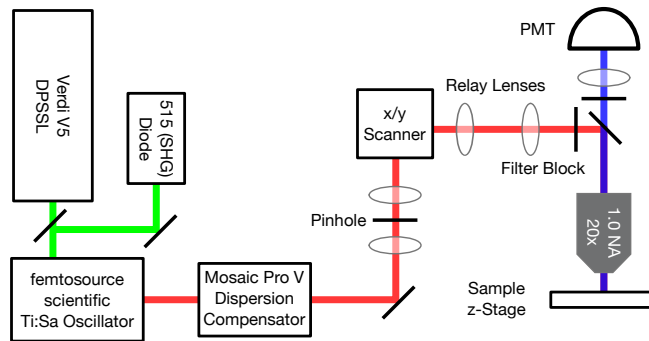 Verdi V5
DPSSL
515 (SHG)
Diode
femtosource
scientific
Ti:Sa Oscillator
Mosaic Pro V
Dispersion
Compensator
Pinhole
x/y
Scanner
Relay Lenses
Filter Block
PMT
1.0 NA
20x
Sample
z-Stage